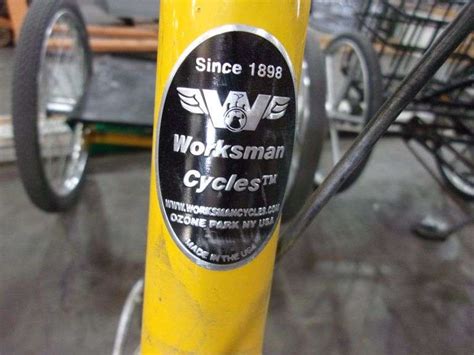 Since 1898
W
Worksman
Cycles™
WWW.WORKSMANCYCLES.COM
OZONE PARK NY USA
MADE IN THE USA